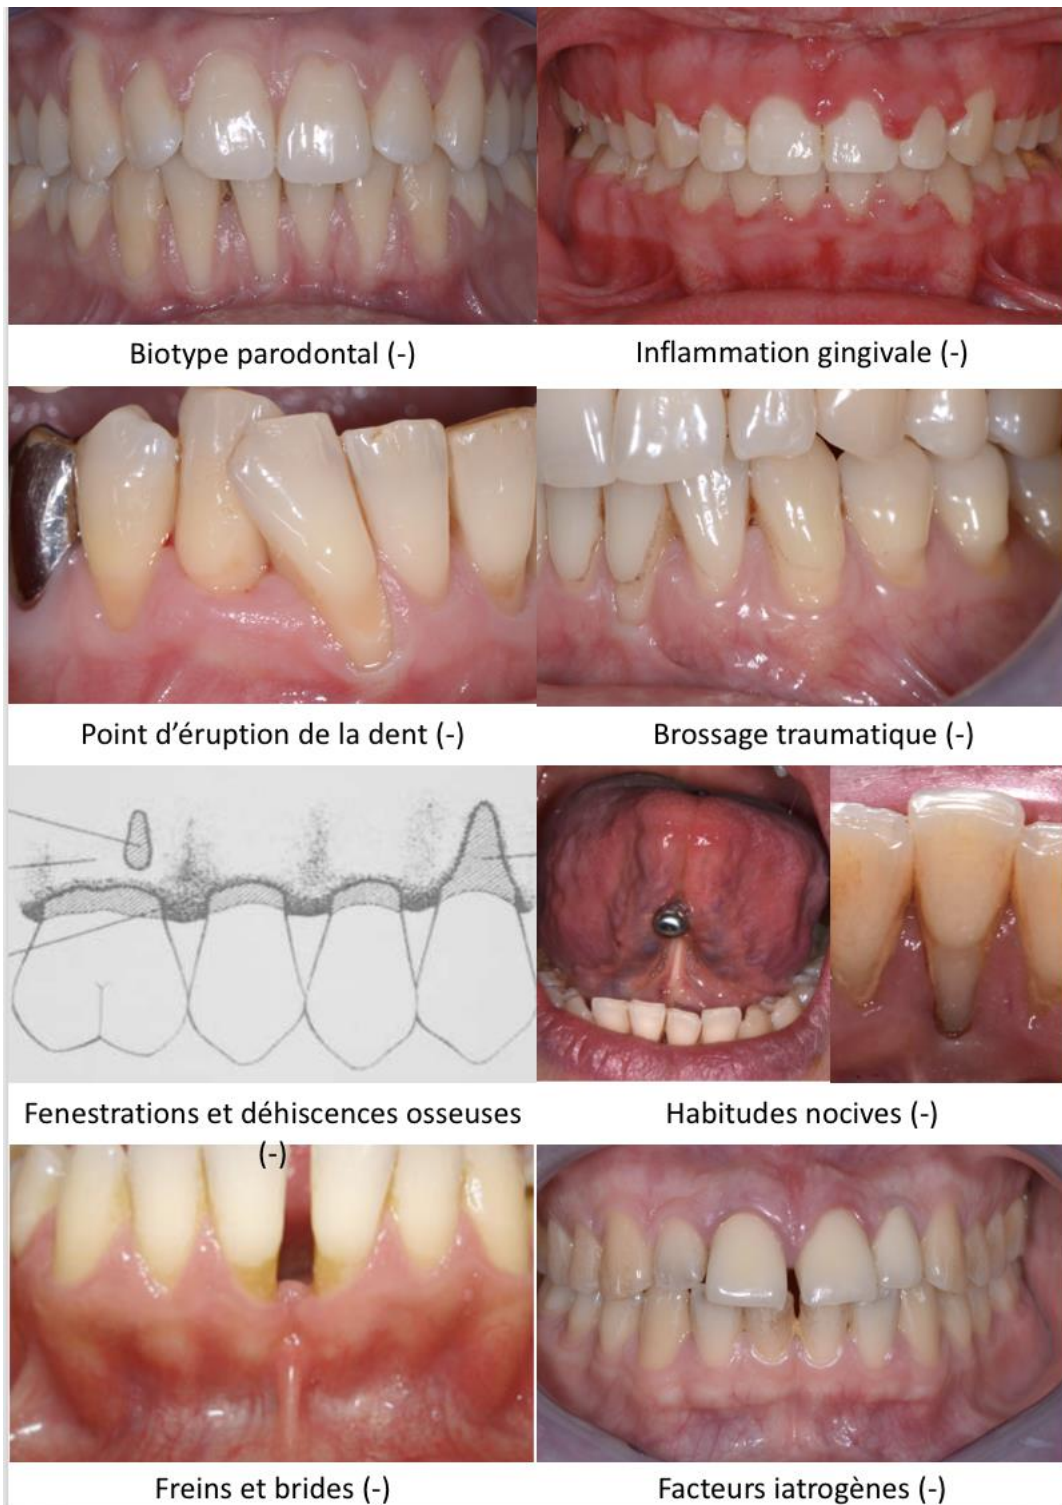 Biotype parodontal (-)
Inflammation gingivale (-)
Point d’éruption de la dent (-)
Brossage traumatique (-)
Fenestrations et déhiscences osseuses
(-)
Habitudes nocives (-)
Freins et brides (-)
Facteurs iatrogènes (-)